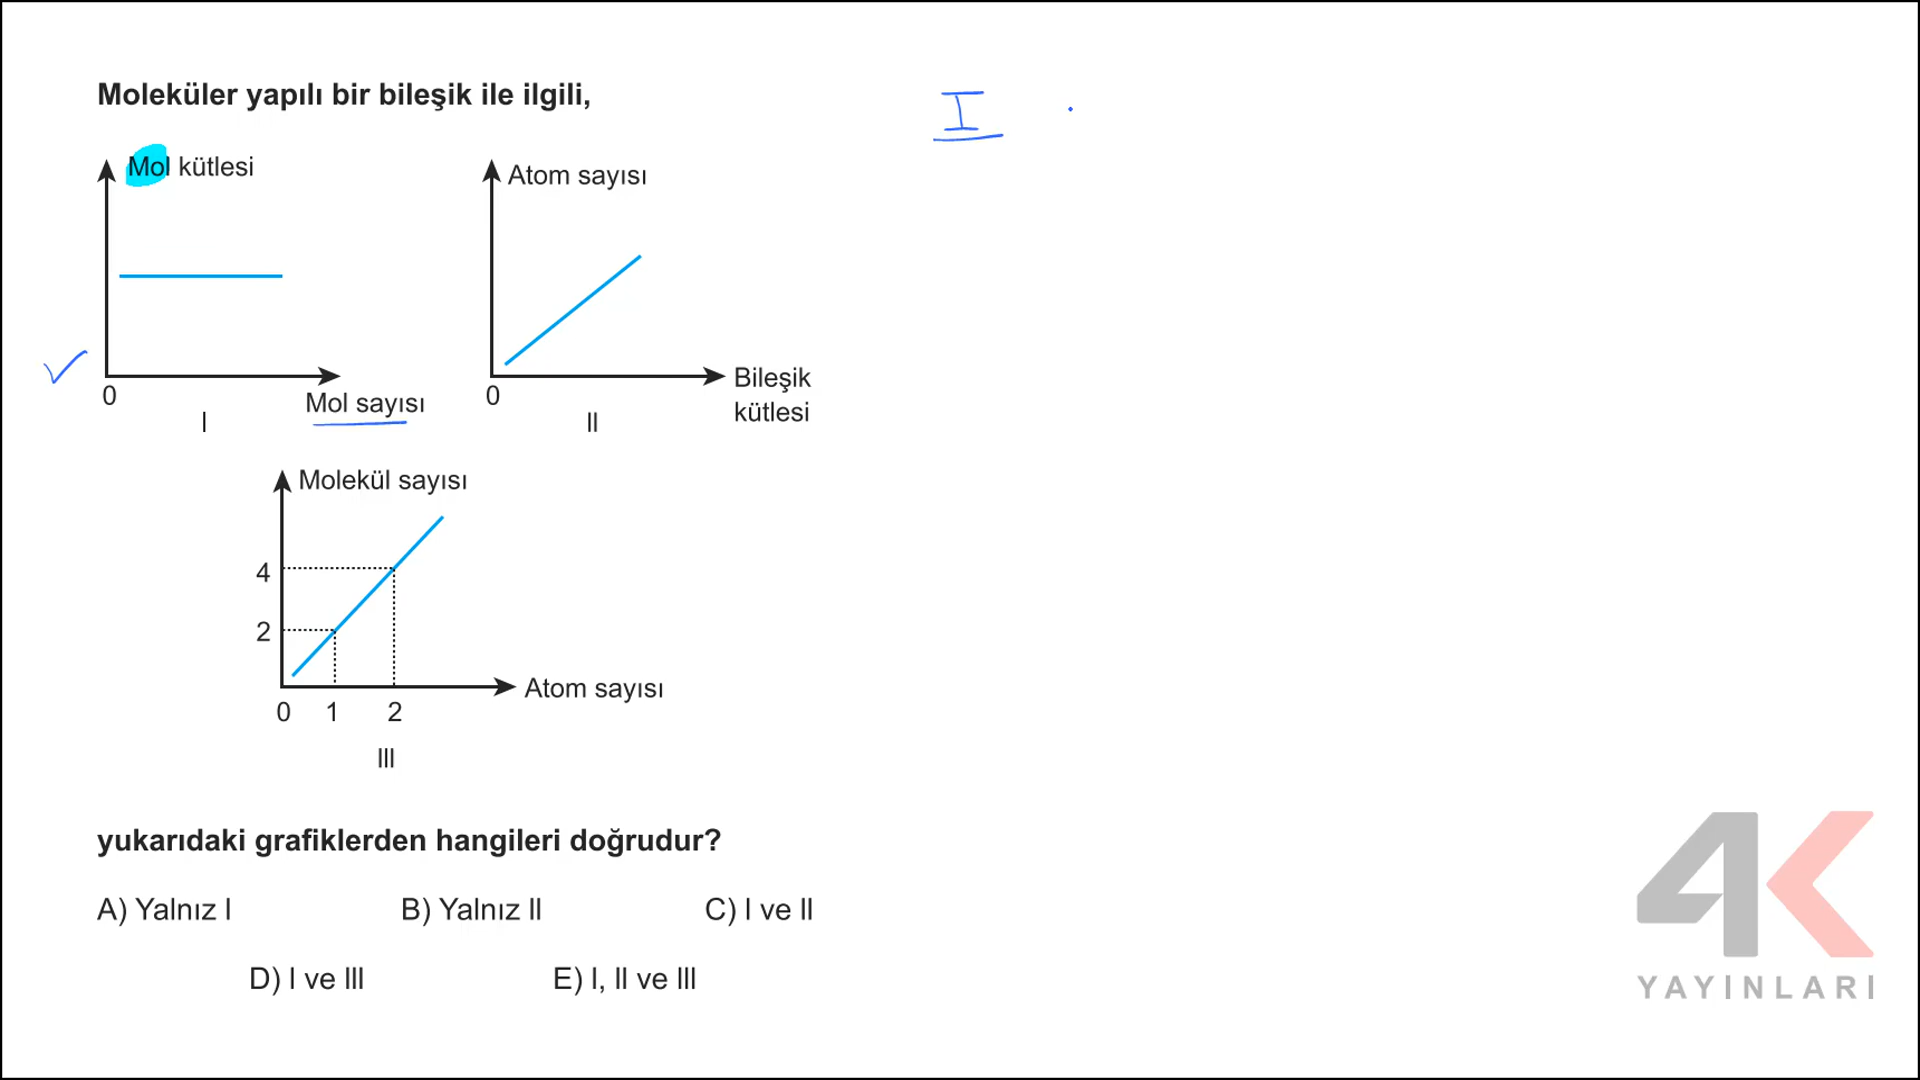 Moleküler yapılı bir bileşik ile ilgili,
I
Mol kütlesi
0
Mol sayısı
I
Atom sayısı
0
Bileşik
kütlesi
II
Molekül sayısı
4
2
0 1 2
Atom sayısı
III
yukarıdaki grafiklerden hangileri doğrudur?
A) Yalnız I B) Yalnız II C) I ve II
D) I ve III E) I, II ve III
4K
YAYINLARI